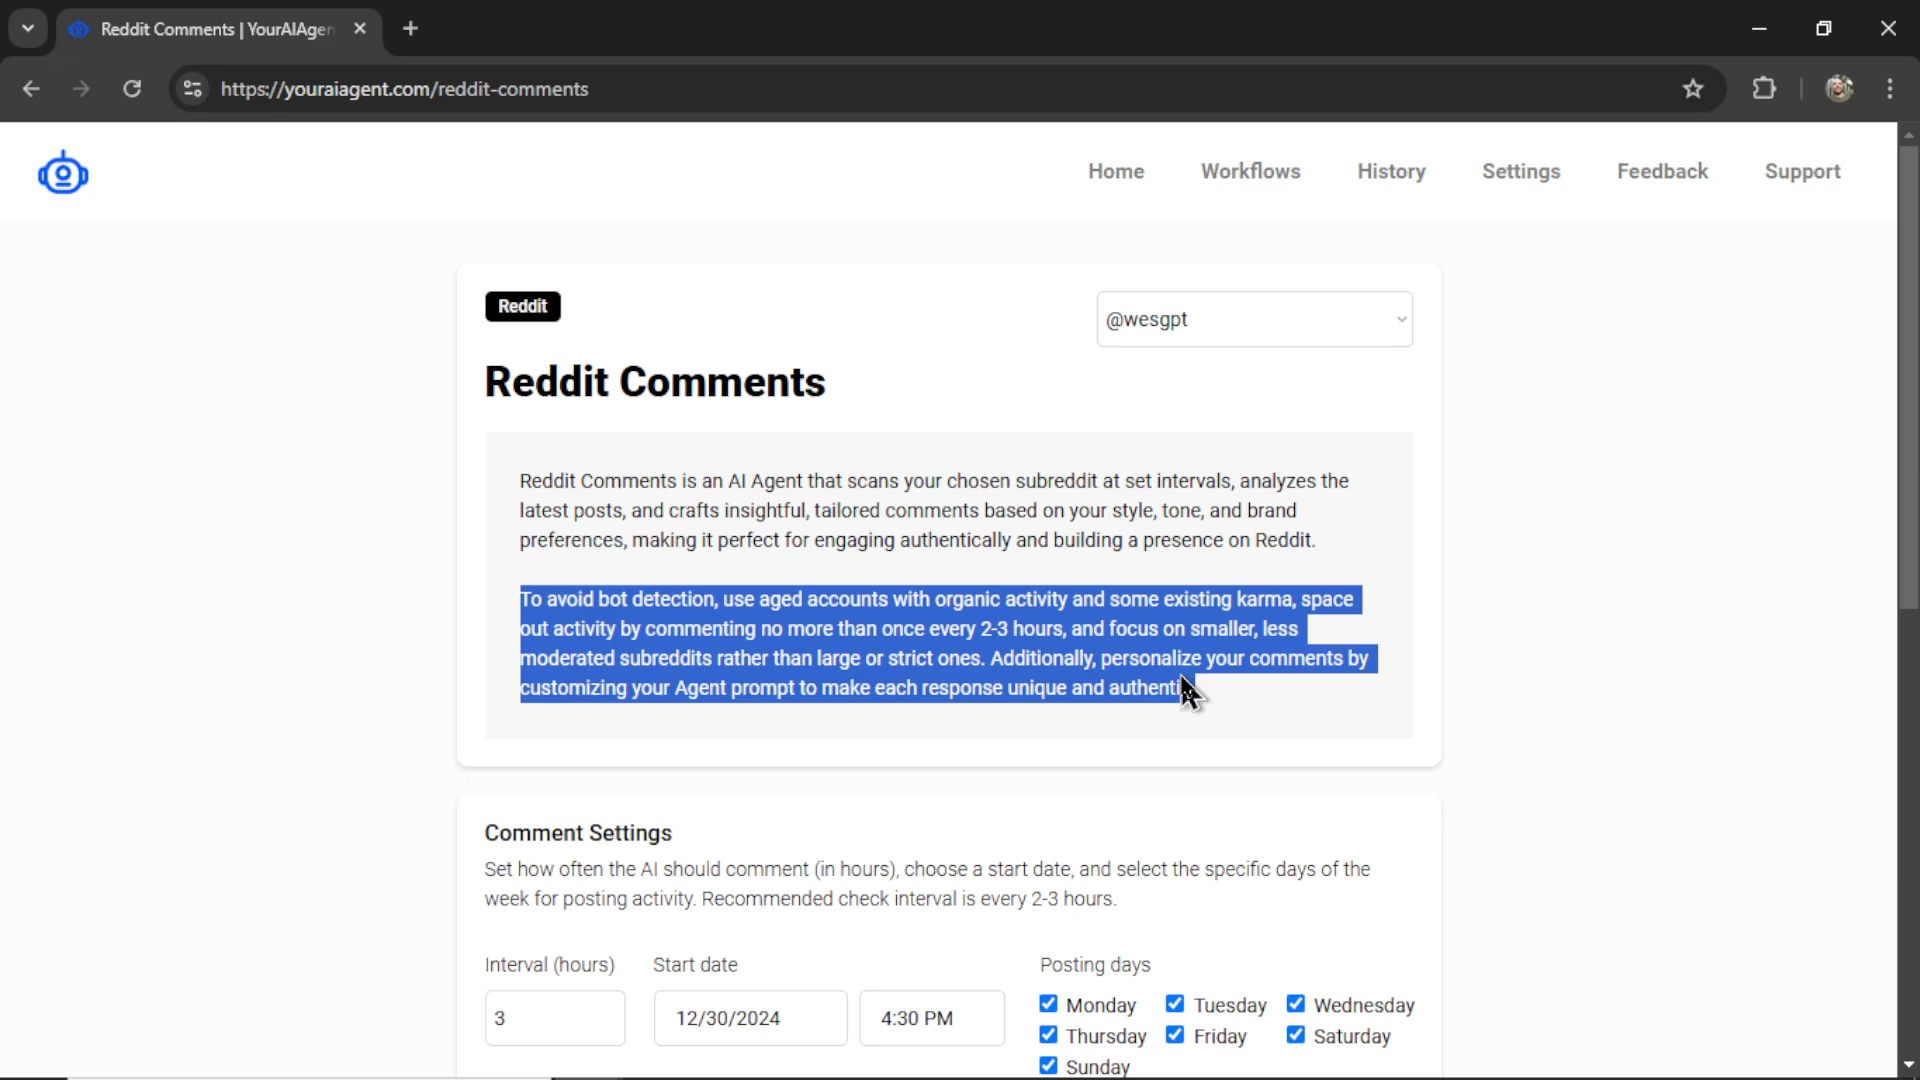 Reddit Comments | YourAIAgen
https://youraiagent.com/reddit-comments
Home Workflows History Settings Feedback Support
Reddit
@wesgpt
Reddit Comments
Reddit Comments is an AI Agent that scans your chosen subreddit at set intervals, analyzes the
latest posts, and crafts insightful, tailored comments based on your style, tone, and brand
preferences, making it perfect for engaging authentically and building a presence on Reddit.
To avoid bot detection, use aged accounts with organic activity and some existing karma, space
out activity by commenting no more than once every 2-3 hours, and focus on smaller, less
moderated subreddits rather than large or strict ones. Additionally, personalize your comments by
customizing your Agent prompt to make each response unique and authenti
Comment Settings
Set how often the AI should comment (in hours), choose a start date, and select the specific days of the
week for posting activity. Recommended check interval is every 2-3 hours.
Interval (hours) Start date Posting days
3 12/30/2024 4:30 PM
Monday Tuesday Wednesday
Thursday Friday Saturday
Sunday